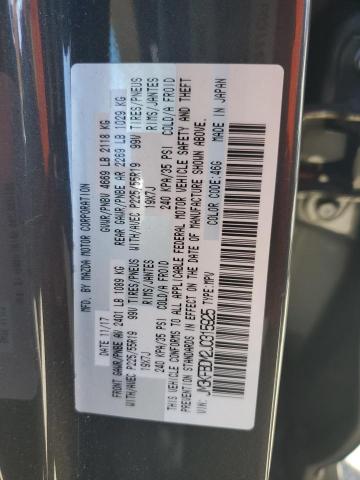 MFD. BY MAZDA MOTOR CORPORATION
DATE 11/17 GVWR/PNBV 4669 LB 2118 KG
FRONT GAWR/PNBE AV 2401 LB 1089 KG REAR GAWR/PNBE AR 2269 LB 1029 KG
WITH/AVEC P225/55R19 99V TIRES/PNEUS WITH/AVEC P225/55R19 99V TIRES/PNEUS
19X7J RIMS/JANTES 19X7J RIMS/JANTES
240 KPA/35 PSI COLD/A FROID 240 KPA/35 PSI COLD/A FROID
THIS VEHICLE CONFORMS TO ALL APPLICABLE FEDERAL MOTOR VEHICLE SAFETY AND THEFT
PREVENTION STANDARDS IN EFFECT ON THE DATE OF MANUFACTURE SHOWN ABOVE.
JM3KFBDM2J0315925 TYPE:MPV COLOR CODE:46G MADE IN JAPAN